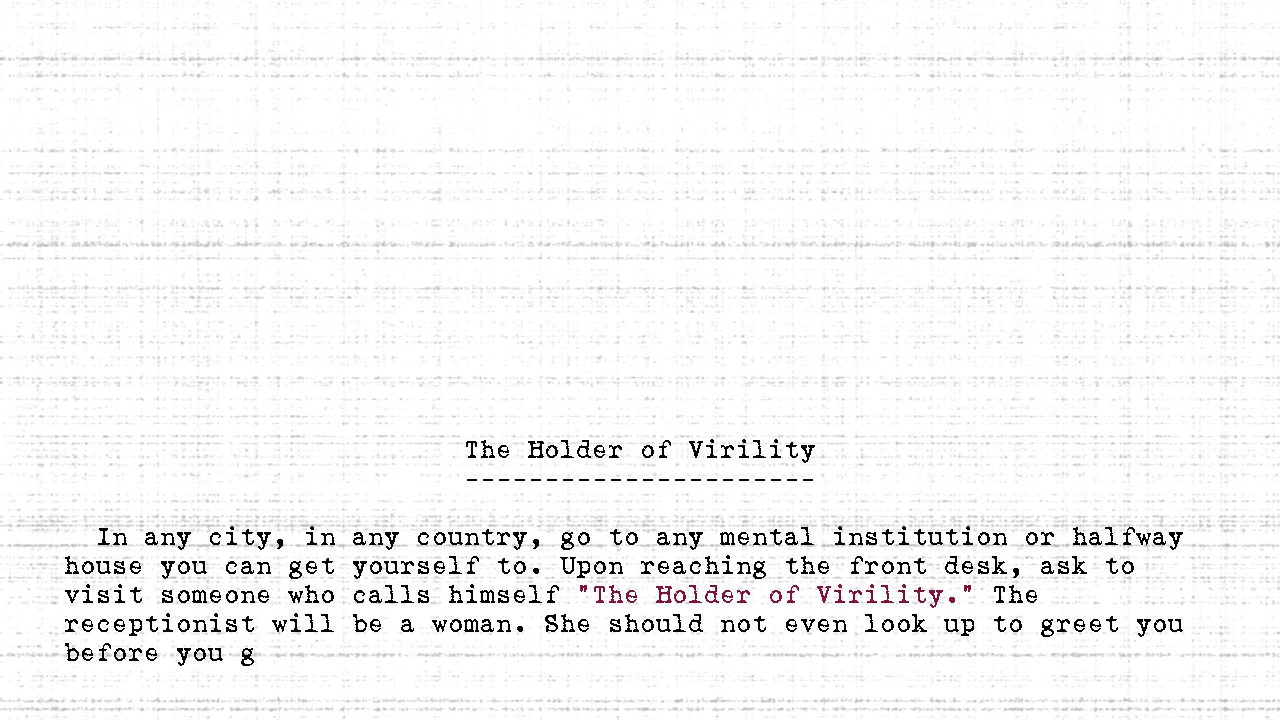 The Holder of Virility
----------------------
In any city, in any country, go to any mental institution or halfway
house you can get yourself to. Upon reaching the front desk, ask to
visit someone who calls himself "The Holder of Virility." The
receptionist will be a woman. She should not even look up to greet you
before you g